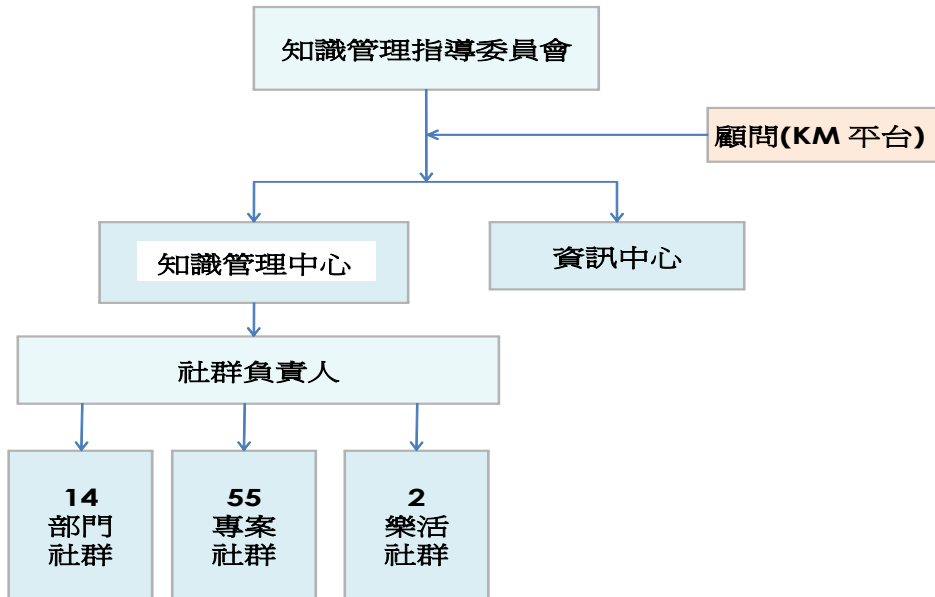 知識管理指導委員會
顧問(KM 平台)
知識管理中心
資訊中心
社群負責人
14
部門
社群
55
專案
社群
2
樂活
社群